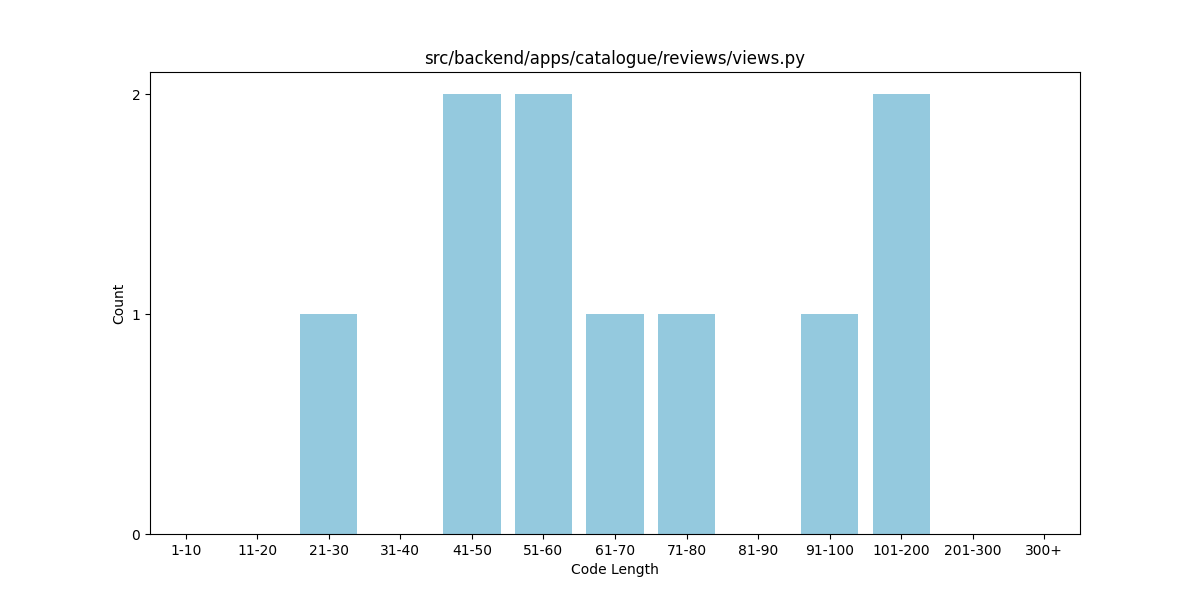 src/backend/apps/catalogue/reviews/views.py
Count
2
1
0
1-10 11-20 21-30 31-40 41-50 51-60 61-70 71-80 81-90 91-100 101-200 201-300 300+
Code Length